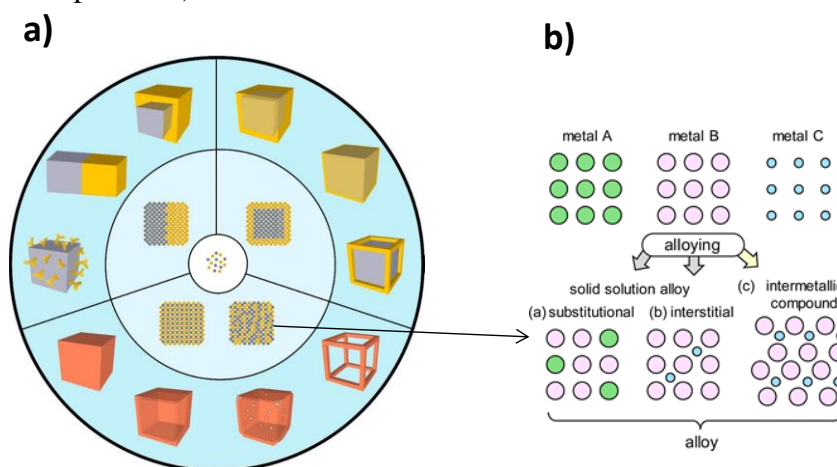 a)
b)
metal A metal B metal C
alloying
solid solution alloy
(a) substitutional (b) interstitial
(c) intermetallic
compound
alloy